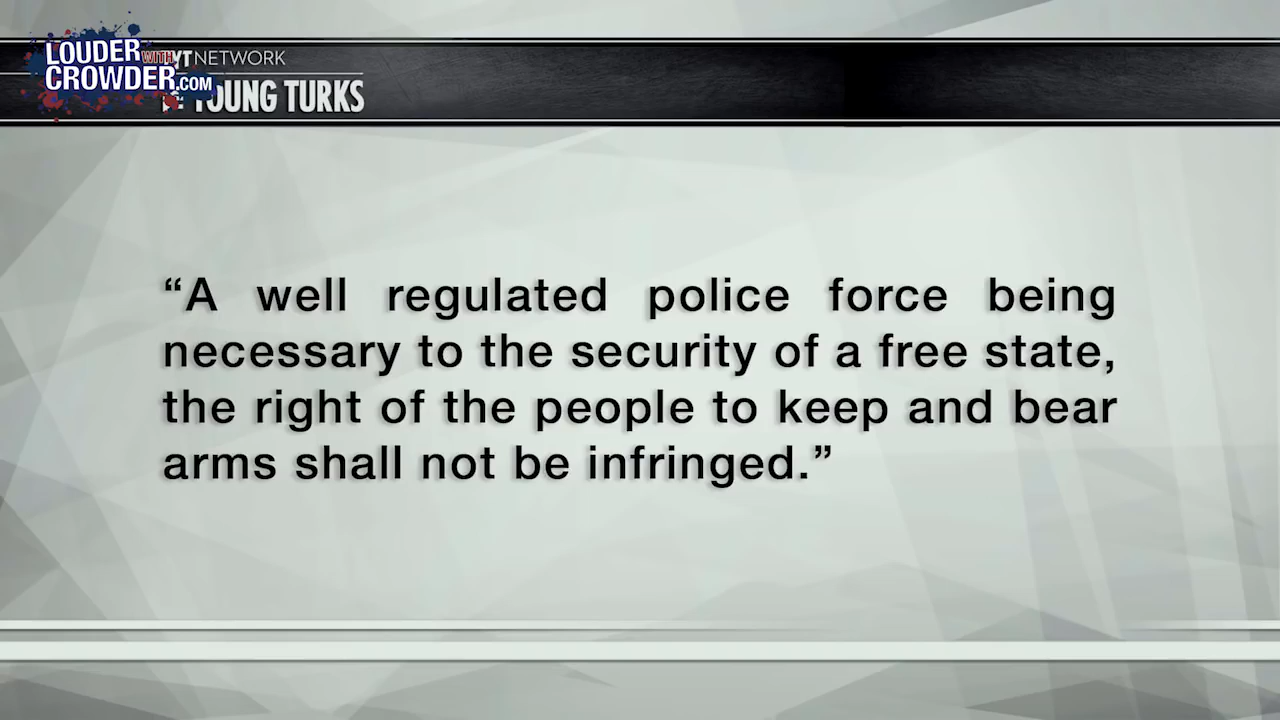 LOUDER WITH
CROWDER.COM
YT NETWORK
YOUNG TURKS
“A well regulated police force being
necessary to the security of a free state,
the right of the people to keep and bear
arms shall not be infringed.”